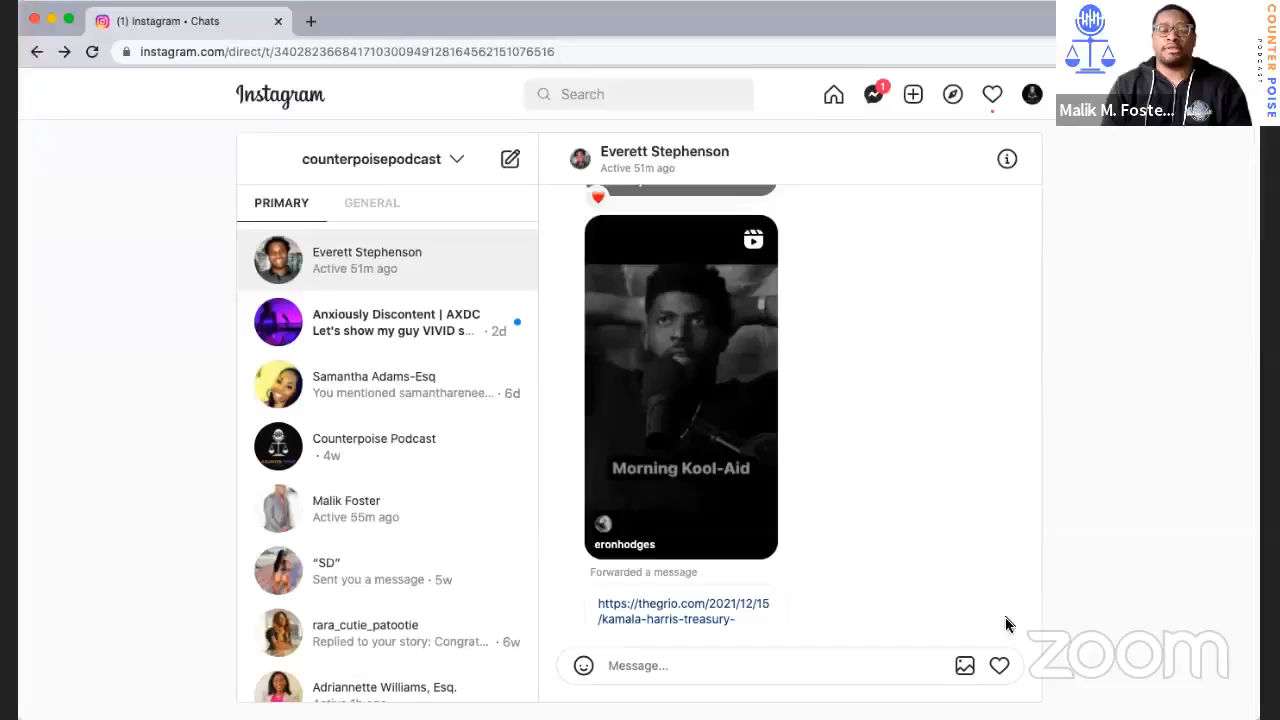 (1) Instagram • Chats
instagram.com/direct/t/340282366841710300949128164562151076516
Instagram
Search
1
counterpoisepodcast
PRIMARY
GENERAL
Everett Stephenson
Active 51m ago
Anxiously Discontent | AXDC
Let's show my guy VIVID s... · 2d
Samantha Adams-Esq
You mentioned samantharenee... · 6d
Counterpoise Podcast
· 4w
Malik Foster
Active 55m ago
“SD”
Sent you a message · 5w
rara_cutie_patootie
Replied to your story: Congrat... · 6w
Adriannette Williams, Esq.
Everett Stephenson
Active 51m ago
Morning Kool-Aid
eronhodges
Forwarded a message
https://thegrio.com/2021/12/15
/kamala-harris-treasury-
Message...
Malik M. Foste...
COUNTER POISE
PODCAST
zoom